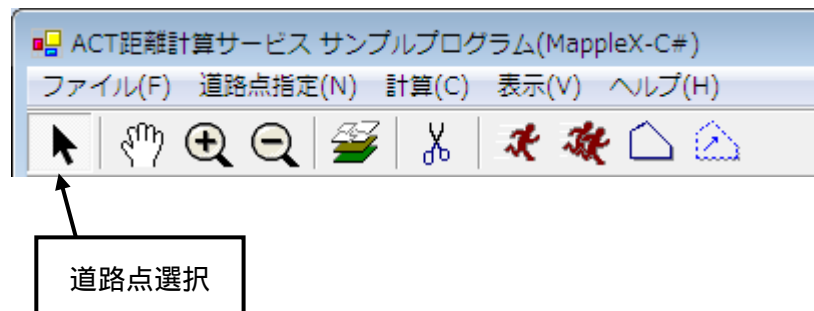 ACT距離計算サービス サンプルプログラム(MappleX-C#)
ファイル(F) 道路点指定(N) 計算(C) 表示(V) ヘルプ(H)
道路点選択